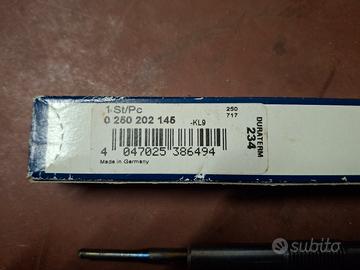 1 St/Pc
0 250 202 145
-KL9
250
717
DURATERM
234
4 047025 386494
Made in Germany
subito